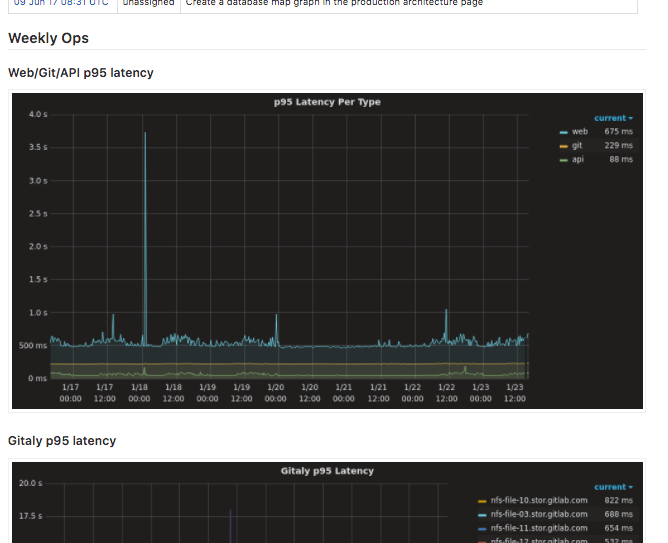 09 Jun 17 08:31 UTC unassigned Create a database map graph in the production architecture page
Weekly Ops
Web/Git/API p95 latency
p95 Latency Per Type
current
web 675 ms
git 229 ms
api 88 ms
4.0 s
3.5 s
3.0 s
2.5 s
2.0 s
1.5 s
1.0 s
500 ms
0 ms
1/17 1/17 1/18 1/18 1/19 1/19 1/20 1/20 1/21 1/21 1/22 1/22 1/23 1/23
00:00 12:00 00:00 12:00 00:00 12:00 00:00 12:00 00:00 12:00 00:00 12:00 00:00 12:00
Gitaly p95 latency
Gitaly p95 Latency
current
nfs-file-10.stor.gitlab.com 822 ms
nfs-file-03.stor.gitlab.com 688 ms
nfs-file-11.stor.gitlab.com 654 ms
nfs-file-12.stor.gitlab.com 532 ms
20.0 s
17.5 s